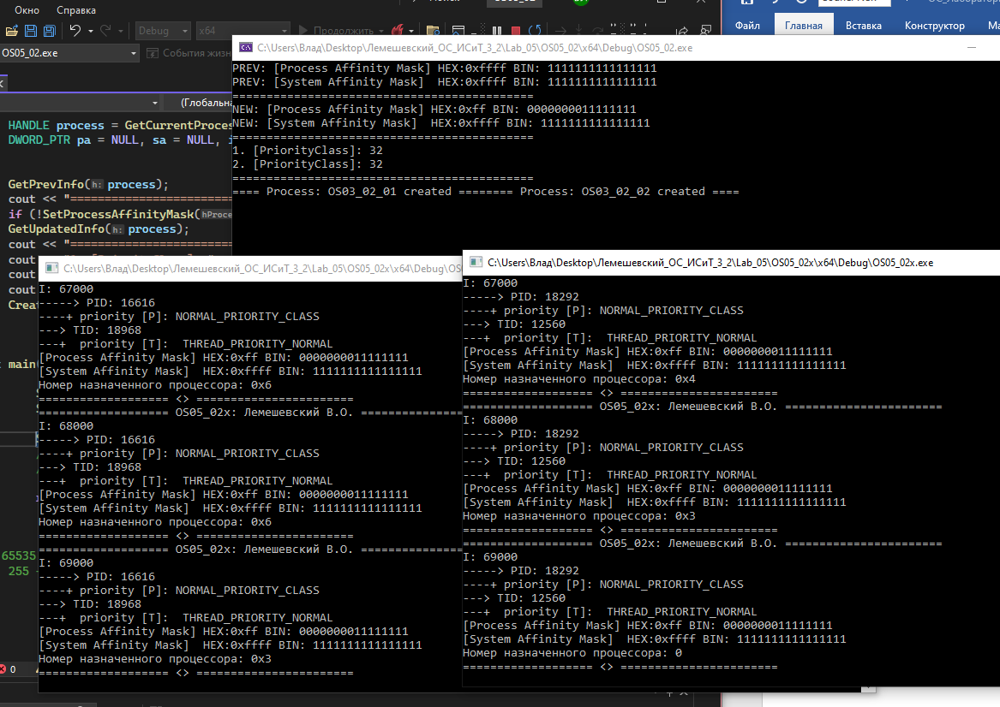 Окно Справка
Файл Главная Вставка Конструктор
Debug x64 Продолжить
OS05_02.exe События
C:\Users\Влад\Desktop\Лемешевский_ОС_ИСиТ_3_2\Lab_05\OS05_02\x64\Debug\OS05_02.exe
PREV: [Process Affinity Mask] HEX:0xffff BIN: 1111111111111111
PREV: [System Affinity Mask]  HEX:0xffff BIN: 1111111111111111
============================================
NEW: [Process Affinity Mask] HEX:0xff BIN: 0000000011111111
NEW: [System Affinity Mask]  HEX:0xffff BIN: 1111111111111111
============================================
1. [PriorityClass]: 32
2. [PriorityClass]: 32
============================================
==== Process: OS03_02_01 created ======== Process: OS03_02_02 created ====
HANDLE process =
DWORD_PTR pa = NULL, sa = NULL,
GetPrevInfo(h: process);
cout << "=======================
if (!SetProcessAffinityMask(
GetUpdatedInfo(h: process);
cout << "=======================
cout
cout
cout
65535
255
0
C:\Users\Влад\Desktop\Лемешевский_ОС_ИСиТ_3_2\Lab_05\OS05_02x\x64\Debug\
I: 67000
-----> PID: 16616
----+ priority [P]: NORMAL_PRIORITY_CLASS
---> TID: 18968
---+  priority [T]:  THREAD_PRIORITY_NORMAL
[Process Affinity Mask] HEX:0xff BIN: 0000000011111111
[System Affinity Mask]  HEX:0xffff BIN: 1111111111111111
Номер назначенного процессора: 0x6
=================== <> =======================
=================== OS05_02x: Лемешевский В.О. ===============
I: 68000
-----> PID: 16616
----+ priority [P]: NORMAL_PRIORITY_CLASS
---> TID: 18968
---+  priority [T]:  THREAD_PRIORITY_NORMAL
[Process Affinity Mask] HEX:0xff BIN: 0000000011111111
[System Affinity Mask]  HEX:0xffff BIN: 1111111111111111
Номер назначенного процессора: 0x6
=================== <> =======================
=================== OS05_02x: Лемешевский В.О. ===============
I: 69000
-----> PID: 16616
----+ priority [P]: NORMAL_PRIORITY_CLASS
---> TID: 18968
---+  priority [T]:  THREAD_PRIORITY_NORMAL
[Process Affinity Mask] HEX:0xff BIN: 0000000011111111
[System Affinity Mask]  HEX:0xffff BIN: 1111111111111111
Номер назначенного процессора: 0x3
=================== <> =======================
C:\Users\Влад\Desktop\Лемешевский_ОС_ИСиТ_3_2\Lab_05\OS05_02x\x64\Debug\OS05_02x.exe
I: 67000
-----> PID: 18292
----+ priority [P]: NORMAL_PRIORITY_CLASS
---> TID: 12560
---+  priority [T]:  THREAD_PRIORITY_NORMAL
[Process Affinity Mask] HEX:0xff BIN: 0000000011111111
[System Affinity Mask]  HEX:0xffff BIN: 1111111111111111
Номер назначенного процессора: 0x4
=================== <> =======================
=================== OS05_02x: Лемешевский В.О. =======================
I: 68000
-----> PID: 18292
----+ priority [P]: NORMAL_PRIORITY_CLASS
---> TID: 12560
---+  priority [T]:  THREAD_PRIORITY_NORMAL
[Process Affinity Mask] HEX:0xff BIN: 0000000011111111
[System Affinity Mask]  HEX:0xffff BIN: 1111111111111111
Номер назначенного процессора: 0x3
=================== <> =======================
=================== OS05_02x: Лемешевский В.О. =======================
I: 69000
-----> PID: 18292
----+ priority [P]: NORMAL_PRIORITY_CLASS
---> TID: 12560
---+  priority [T]:  THREAD_PRIORITY_NORMAL
[Process Affinity Mask] HEX:0xff BIN: 0000000011111111
[System Affinity Mask]  HEX:0xffff BIN: 1111111111111111
Номер назначенного процессора: 0
=================== <> =======================